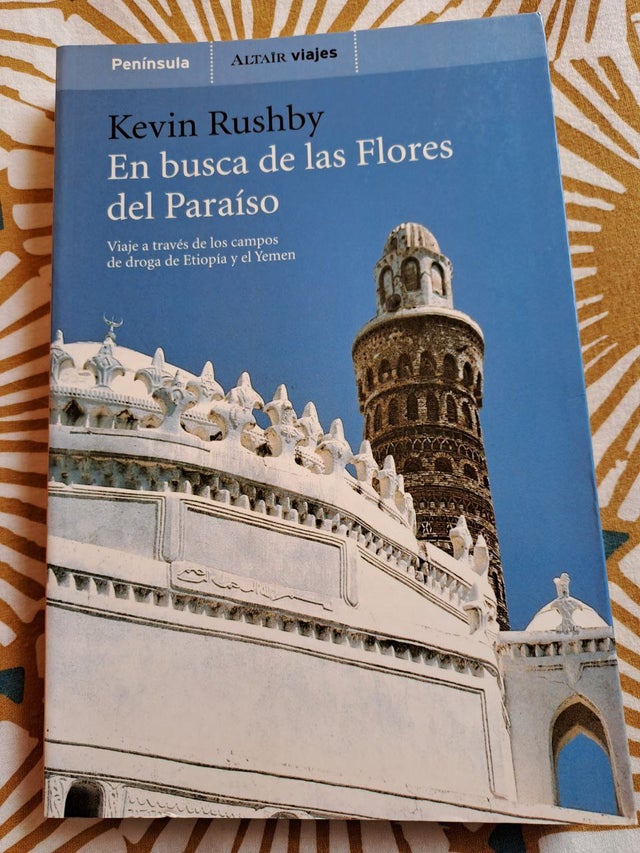 Península
ALTAÏR viajes
Kevin Rushby
En busca de las Flores
del Paraíso
Viaje a través de los campos
de droga de Etiopía y el Yemen